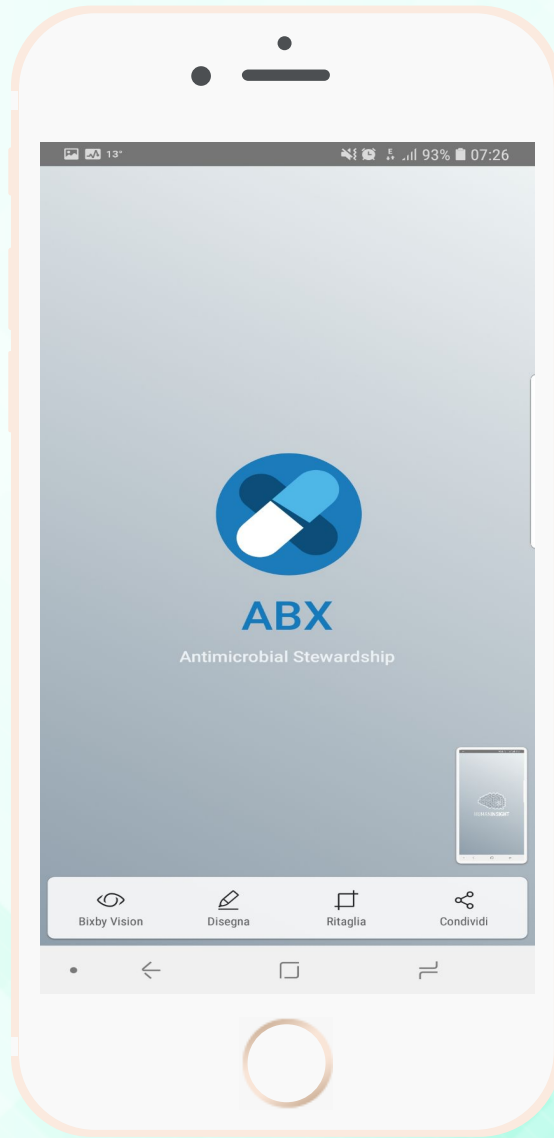 13°
93% 07:26
ABX
Antimicrobial Stewardship
Bixby Vision Disegna Ritaglia Condividi